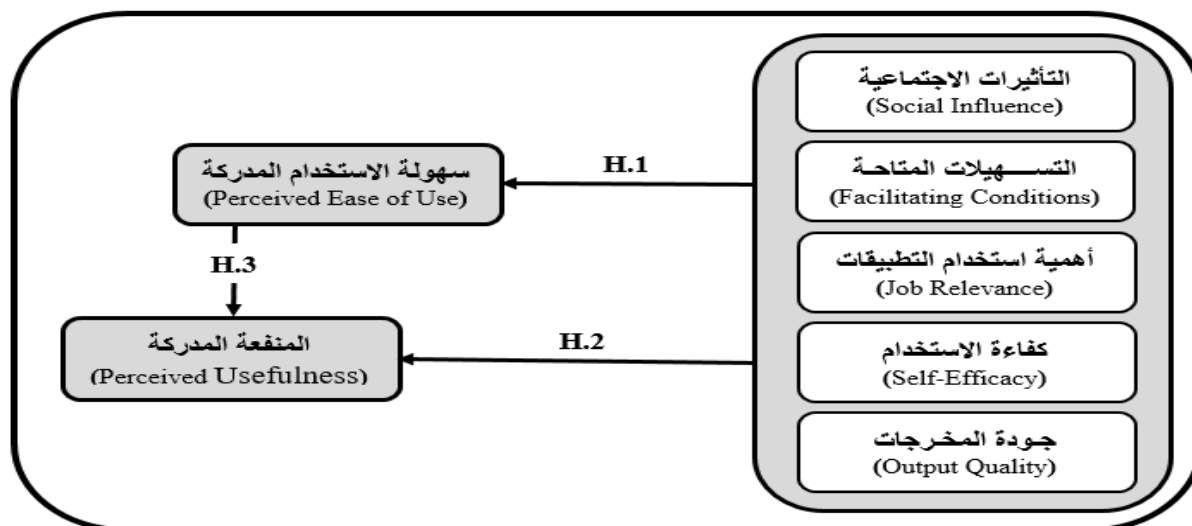 التأثيرات الاجتماعية
(Social Influence)
التسهيلات المتاحة
(Facilitating Conditions)
أهمية استخدام التطبيقات
(Job Relevance)
كفاءة الاستخدام
(Self-Efficacy)
جودة المخرجات
(Output Quality)
H.1
سهولة الاستخدام المدركة
(Perceived Ease of Use)
H.3
H.2
المنفعة المدركة
(Perceived Usefulness)